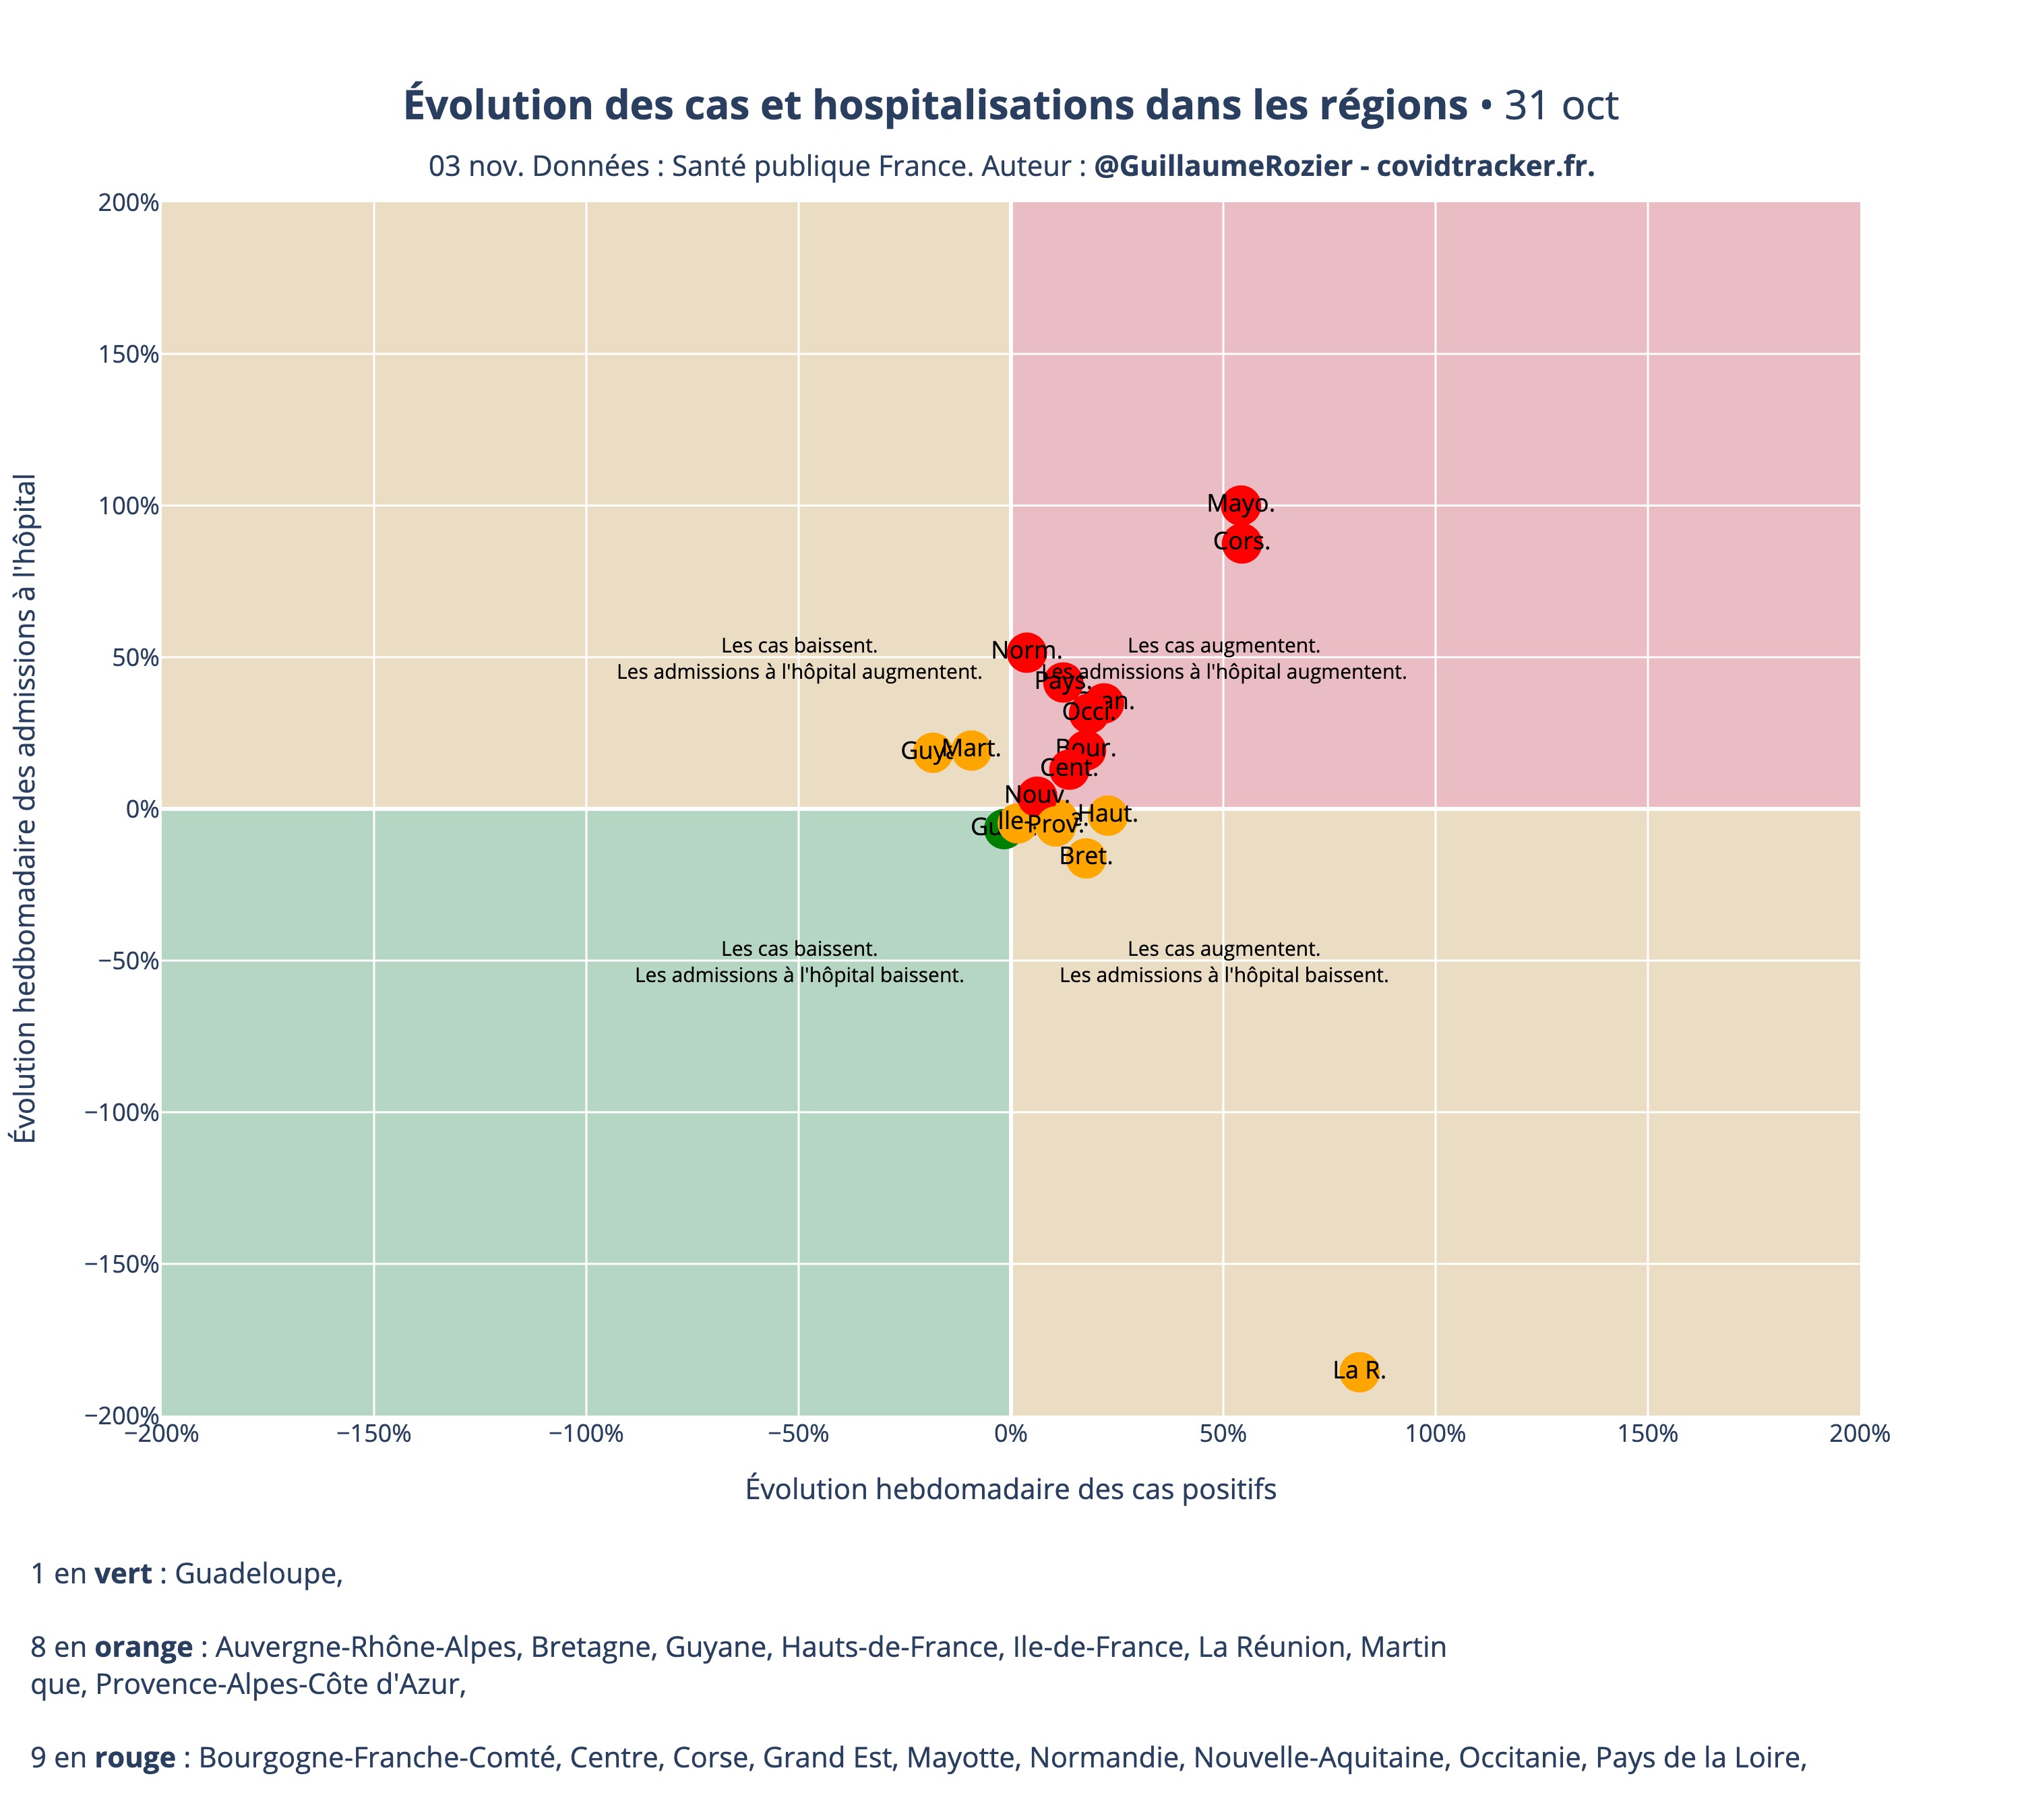 Évolution des cas et hospitalisations dans les régions • 31 oct
03 nov. Données : Santé publique France. Auteur : @GuillaumeRozier - covidtracker.fr.
200%
150%
100%
50%
0%
−50%
−100%
−150%
−200%
Évolution hedbomadaire des admissions à l'hôpital
Les cas baissent.
Les admissions à l'hôpital augmentent.
Les cas augmentent.
Les admissions à l'hôpital augmentent.
Mayo.
Cors.
Norm.
Pays.
Occi.
Mart.
Bour.
Cent.
Nouv.
Haut.
Prov.
Bret.
Les cas baissent.
Les admissions à l'hôpital baissent.
Les cas augmentent.
Les admissions à l'hôpital baissent.
La R.
−200%
−150%
−100%
−50%
0%
50%
100%
150%
200%
Évolution hebdomadaire des cas positifs
1 en vert : Guadeloupe,
8 en orange : Auvergne-Rhône-Alpes, Bretagne, Guyane, Hauts-de-France, Ile-de-France, La Réunion, Martin
que, Provence-Alpes-Côte d'Azur,
9 en rouge : Bourgogne-Franche-Comté, Centre, Corse, Grand Est, Mayotte, Normandie, Nouvelle-Aquitaine, Occitanie, Pays de la Loire,